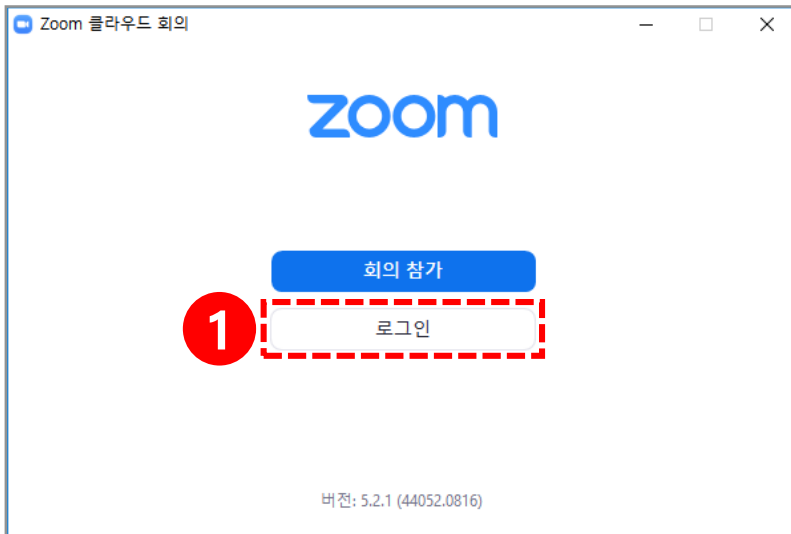 Zoom 클라우드 회의
zoom
회의 참가
1
로그인
버전: 5.2.1 (44052.0816)